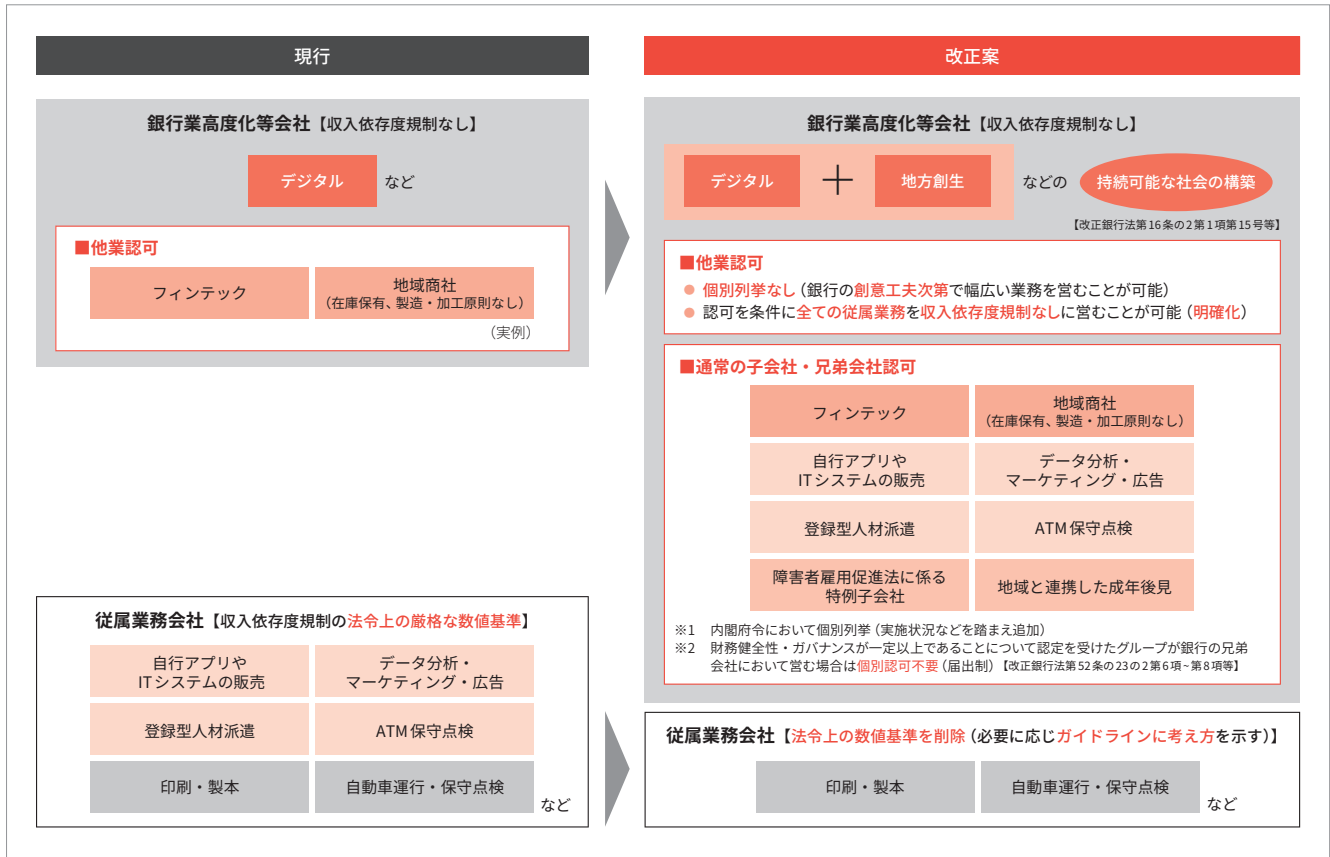 現行
銀行業高度化等会社【収入依存度規制なし】
デジタル など
■他業認可
フィンテック
地域商社
（在庫保有、製造・加工原則なし）
（実例）
従属業務会社【収入依存度規制の法令上の厳格な数値基準】
自行アプリや
ITシステムの販売
データ分析・
マーケティング・広告
登録型人材派遣
ATM保守点検
印刷・製本
自動車運行・保守点検
など
改正案
銀行業高度化等会社【収入依存度規制なし】
デジタル ＋ 地方創生 などの 持続可能な社会の構築
【改正銀行法第16条の2第1項第15号等】
■他業認可
● 個別列挙なし（銀行の創意工夫次第で幅広い業務を営むことが可能）
● 認可を条件に全ての従属業務を収入依存度規制なしに営むことが可能（明確化）
■通常の子会社・兄弟会社認可
フィンテック
地域商社
（在庫保有、製造・加工原則なし）
自行アプリや
ITシステムの販売
データ分析・
マーケティング・広告
登録型人材派遣
ATM保守点検
障害者雇用促進法に係る
特例子会社
地域と連携した成年後見
※1 内閣府令において個別列挙（実施状況などを踏まえ追加）
※2 財務健全性・ガバナンスが一定以上であることについて認定を受けたグループが銀行の兄弟
会社において営む場合は個別認可不要（届出制）【改正銀行法第52条の23の2第6項~第8項等】
従属業務会社【法令上の数値基準を削除（必要に応じガイドラインに考え方を示す）】
印刷・製本
自動車運行・保守点検
など